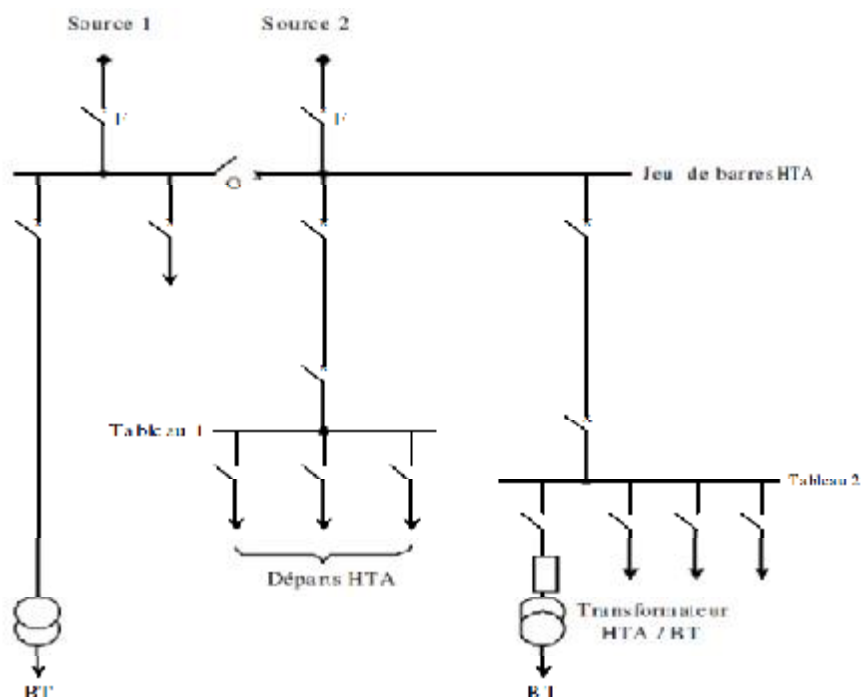 Source 1
Source 2
F
F
Jeu de barres HTA
O
Tableau 1
Tableau 2
Départs HTA
Transformateur
HTA / BT
BT
BT